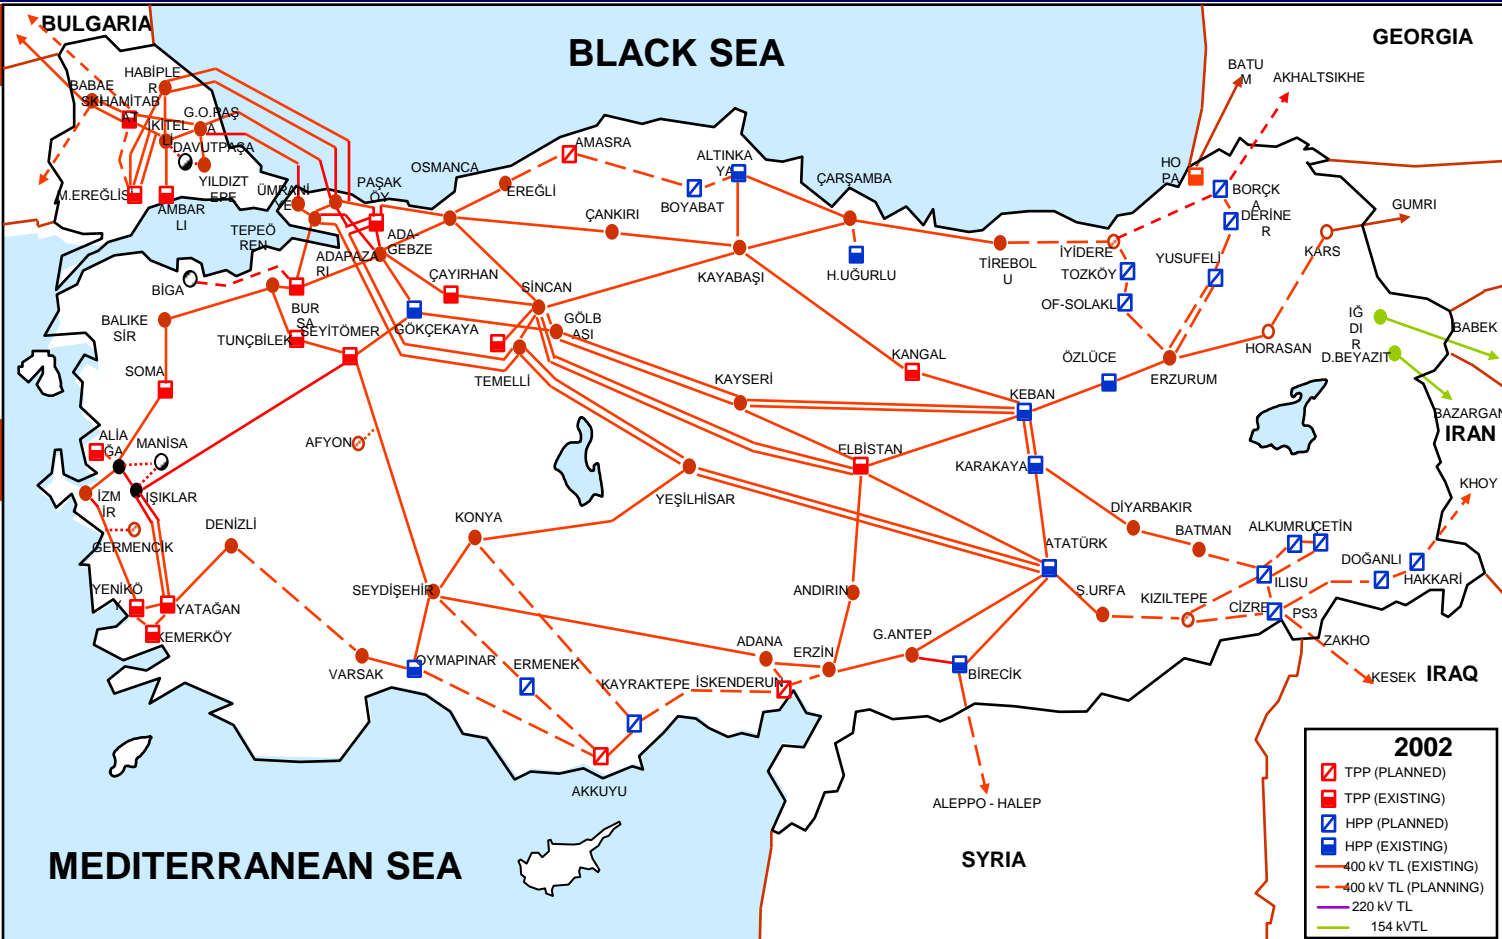 BULGARIA
BLACK SEA
GEORGIA
BATU
M
AKHALTSIKHE
HABİPLE
R
BABAE
SKİ
HAMİTAB
AT
G.O.PAŞ
A
İKİTEL
Lİ
DAVUTPAŞA
YILDIZT
EPE
M.EREĞLİSİ
AMBAR
LI
ÜMRANİ
YE
PAŞAK
ÖY
OSMANCA
EREĞLİ
AMASRA
ALTINKA
YA
BOYABAT
ÇARŞAMBA
HO
PA
BORÇK
A
DERİNE
R
GUMRI
TEPEÖ
REN
ADA-
GEBZE
ADAPAZA
RI
ÇANKIRI
KAYABAŞI
H.UĞURLU
TİREBOL
U
İYİDERE
TOZKÖY
YUSUFELİ
KARS
OF-SOLAKL
BİGA
ÇAYIRHAN
SİNCAN
BUR
SA
BALIKE
SİR
TUNÇBİLEK
SEYİTÖMER
GÖKÇEKAYA
GÖLB
AŞI
IĞ
DI
R
BABEK
D.BEYAZIT
HORASAN
ERZURUM
ÖZLÜCE
KANGAL
KEBAN
SOMA
TEMELLİ
KAYSERİ
BAZARGAN
IRAN
ALİA
ĞA
MANİSA
AFYON
ELBİSTAN
KARAKAYA
KHOY
İZM
İR
IŞIKLAR
YEŞİLHİSAR
DİYARBAKIR
BATMAN
ALKUMRU
ÇETİN
DENİZLİ
KONYA
GERMENCİK
ATATÜRK
DOĞANLI
HAKKARİ
YENİKÖ
Y
YATAĞAN
KEMERKÖY
SEYDİŞEHİR
ANDIRIN
Ş.URFA
KIZILTEPE
ILISU
CİZRE
PS3
ZAKHO
KESEK
IRAQ
VARSAK
OYMAPINAR
ERMENEK
KAYRAKTEPE
İSKENDERUN
ADANA
ERZİN
G.ANTEP
BİRECİK
AKKUYU
ALEPPO - HALEP
SYRIA
MEDITERRANEAN SEA
2002
TPP (PLANNED)
TPP (EXISTING)
HPP (PLANNED)
HPP (EXISTING)
400 kV TL (EXISTING)
400 kV TL (PLANNING)
220 kV TL
154 kVTL